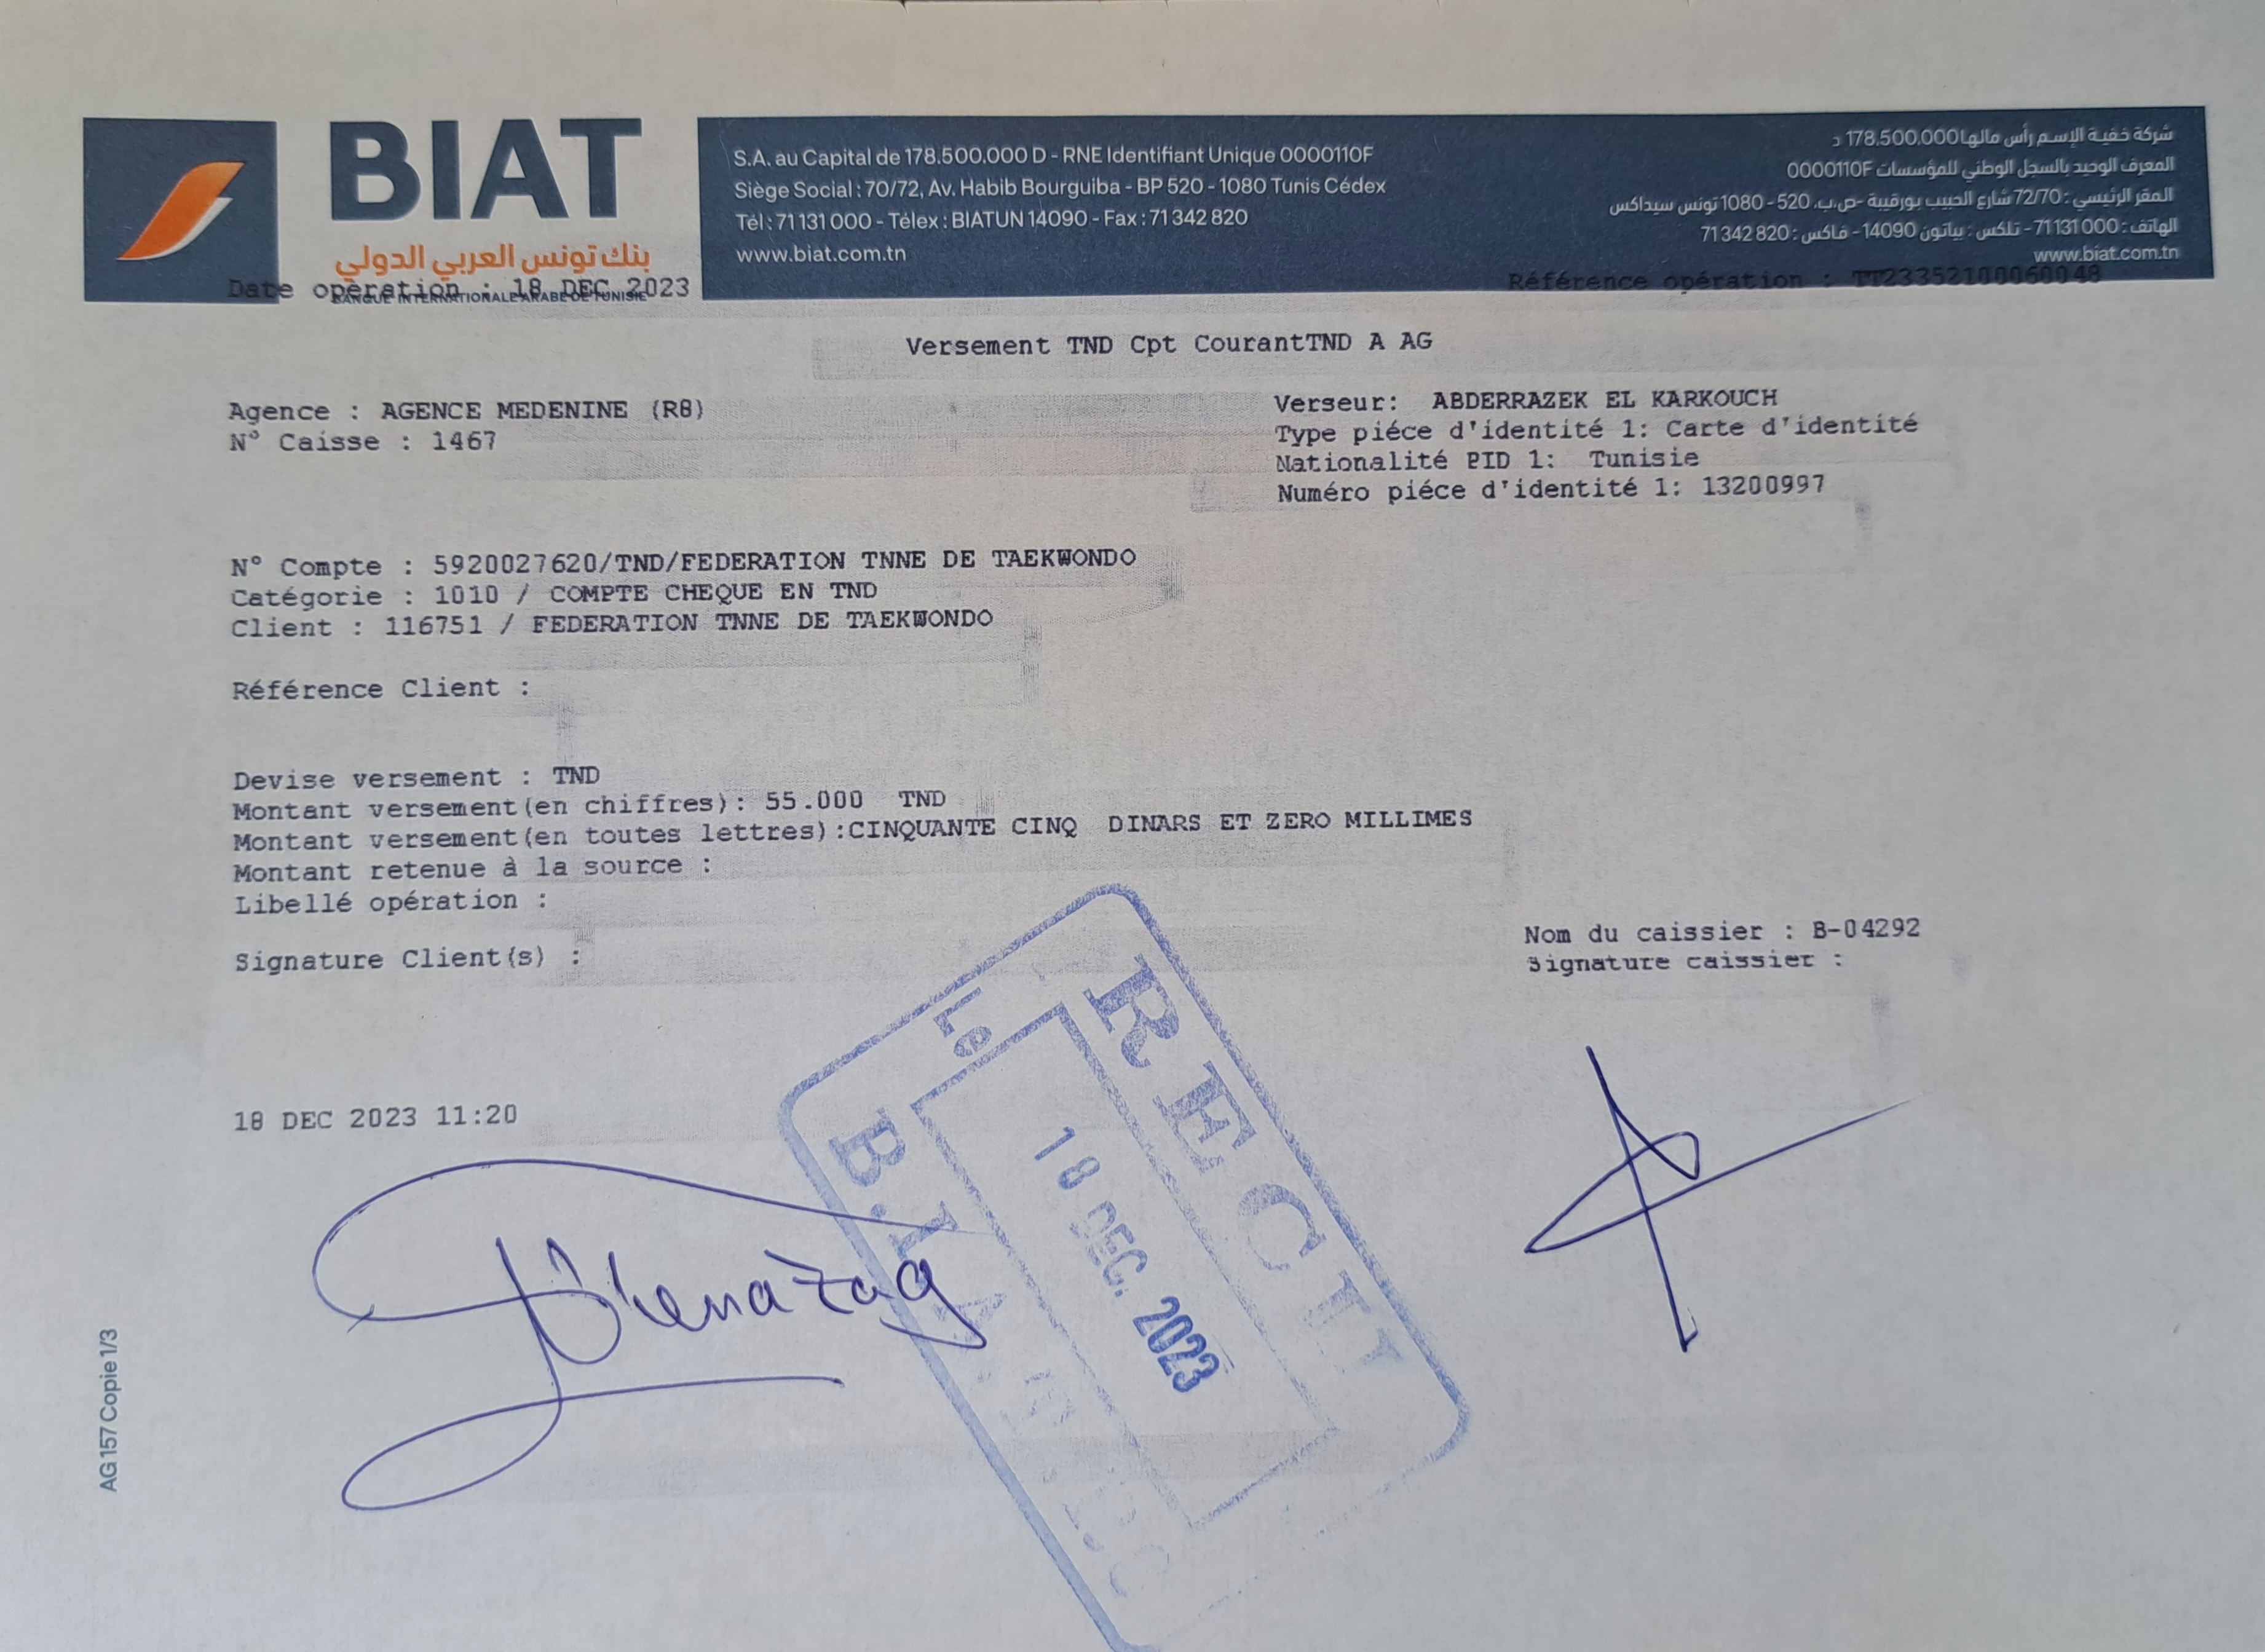 BIAT
بنك تونس العربي الدولي
BANQUE INTERNATIONALE ARABE DE TUNISIE
S.A. au Capital de 178.500.000 D - RNE Identifiant Unique 0000110F
Siège Social : 70/72, Av. Habib Bourguiba - BP 520 - 1080 Tunis Cédex
Tél : 71 131 000 - Télex : BIATUN 14090 - Fax : 71 342 820
www.biat.com.tn
شركة خفية الإسم رأس مالها 178.500.000 د
المعرف الوحيد بالسجل الوطني للمؤسسات 0000110F
المقر الرئيسي : 72/70 شارع الحبيب بورقيبة -ص.ب. 520 - 1080 تونس سيداكس
الهاتف : 71131000 - تلكس : بياتون 14090 - فاكس : 71 342 820
www.biat.com.tn
Date opération : 18 DEC 2023
Référence opération : TT23352100060048
Versement TND Cpt CourantTND A AG
Agence : AGENCE MEDENINE (R8)
N° Caisse : 1467
Verseur: ABDERRAZEK EL KARKOUCH
Type piéce d'identité 1: Carte d'identité
Nationalité PID 1: Tunisie
Numéro piéce d'identité 1: 13200997
N° Compte : 5920027620/TND/FEDERATION TNNE DE TAEKWONDO
Catégorie : 1010 / COMPTE CHEQUE EN TND
Client : 116751 / FEDERATION TNNE DE TAEKWONDO
Référence Client :
Devise versement : TND
Montant versement(en chiffres): 55.000 TND
Montant versement(en toutes lettres):CINQUANTE CINQ DINARS ET ZERO MILLIMES
Montant retenue à la source :
Libellé opération :
Signature Client(s) :
Nom du caissier : B-04292
Signature caissier :
18 DEC 2023 11:20
RECU
Le
18 DEC. 2023
B.I.A.T.
AG 157 Copie 1/3